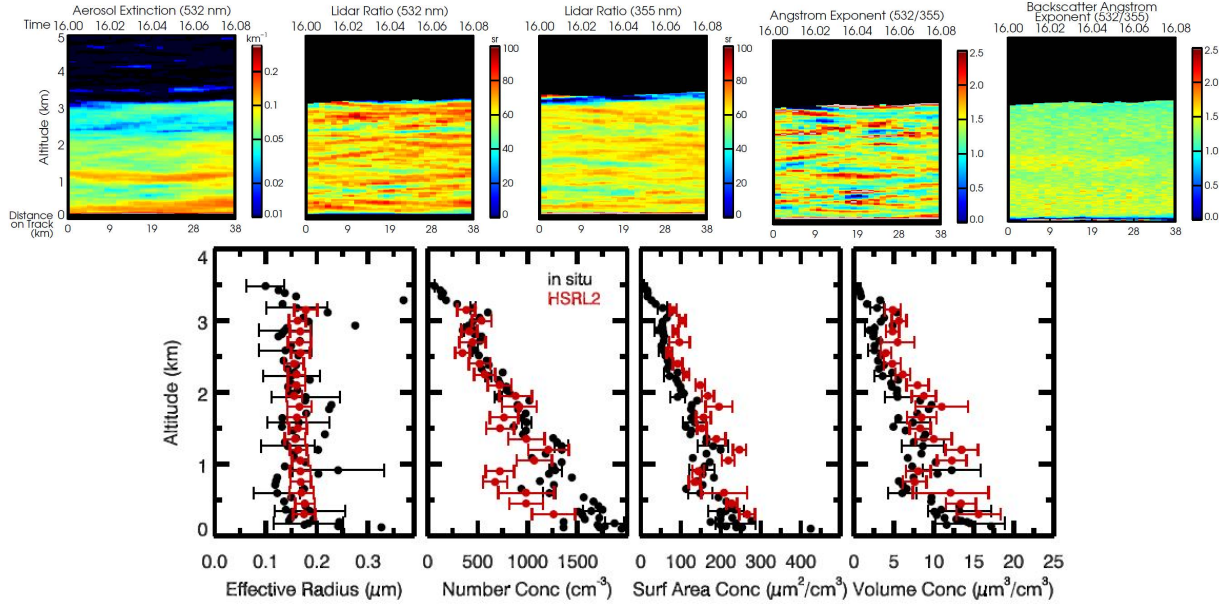 Aerosol Extinction (532 nm)
Time 16.00 16.02 16.04 16.06 16.08
km⁻¹
5
4
3
2
1
0
Altitude (km)
0.2
0.1
0.05
0.02
0.01
Distance on Track (km)
0 9 19 28 38
Lidar Ratio (532 nm)
16.00 16.02 16.04 16.06 16.08
sr
100
80
60
40
20
0
0 9 19 28 38
Lidar Ratio (355 nm)
16.00 16.02 16.04 16.06 16.08
sr
100
80
60
40
20
0
0 9 19 28 38
Angstrom Exponent (532/355)
16.00 16.02 16.04 16.06 16.08
2.5
2.0
1.5
1.0
0.5
0.0
0 9 19 28 38
Backscatter Angstrom
Exponent (532/355)
16.00 16.02 16.04 16.06 16.08
2.5
2.0
1.5
1.0
0.5
0.0
0 9 19 28 38
4
3
2
1
0
Altitude (km)
0.0 0.1 0.2 0.3
Effective Radius (μm)
in situ
HSRL2
0 500 1000 1500
Number Conc (cm⁻³)
0 100 200 300 400
Surf Area Conc (μm²/cm³)
0 5 10 15 20 25
Volume Conc (μm³/cm³)